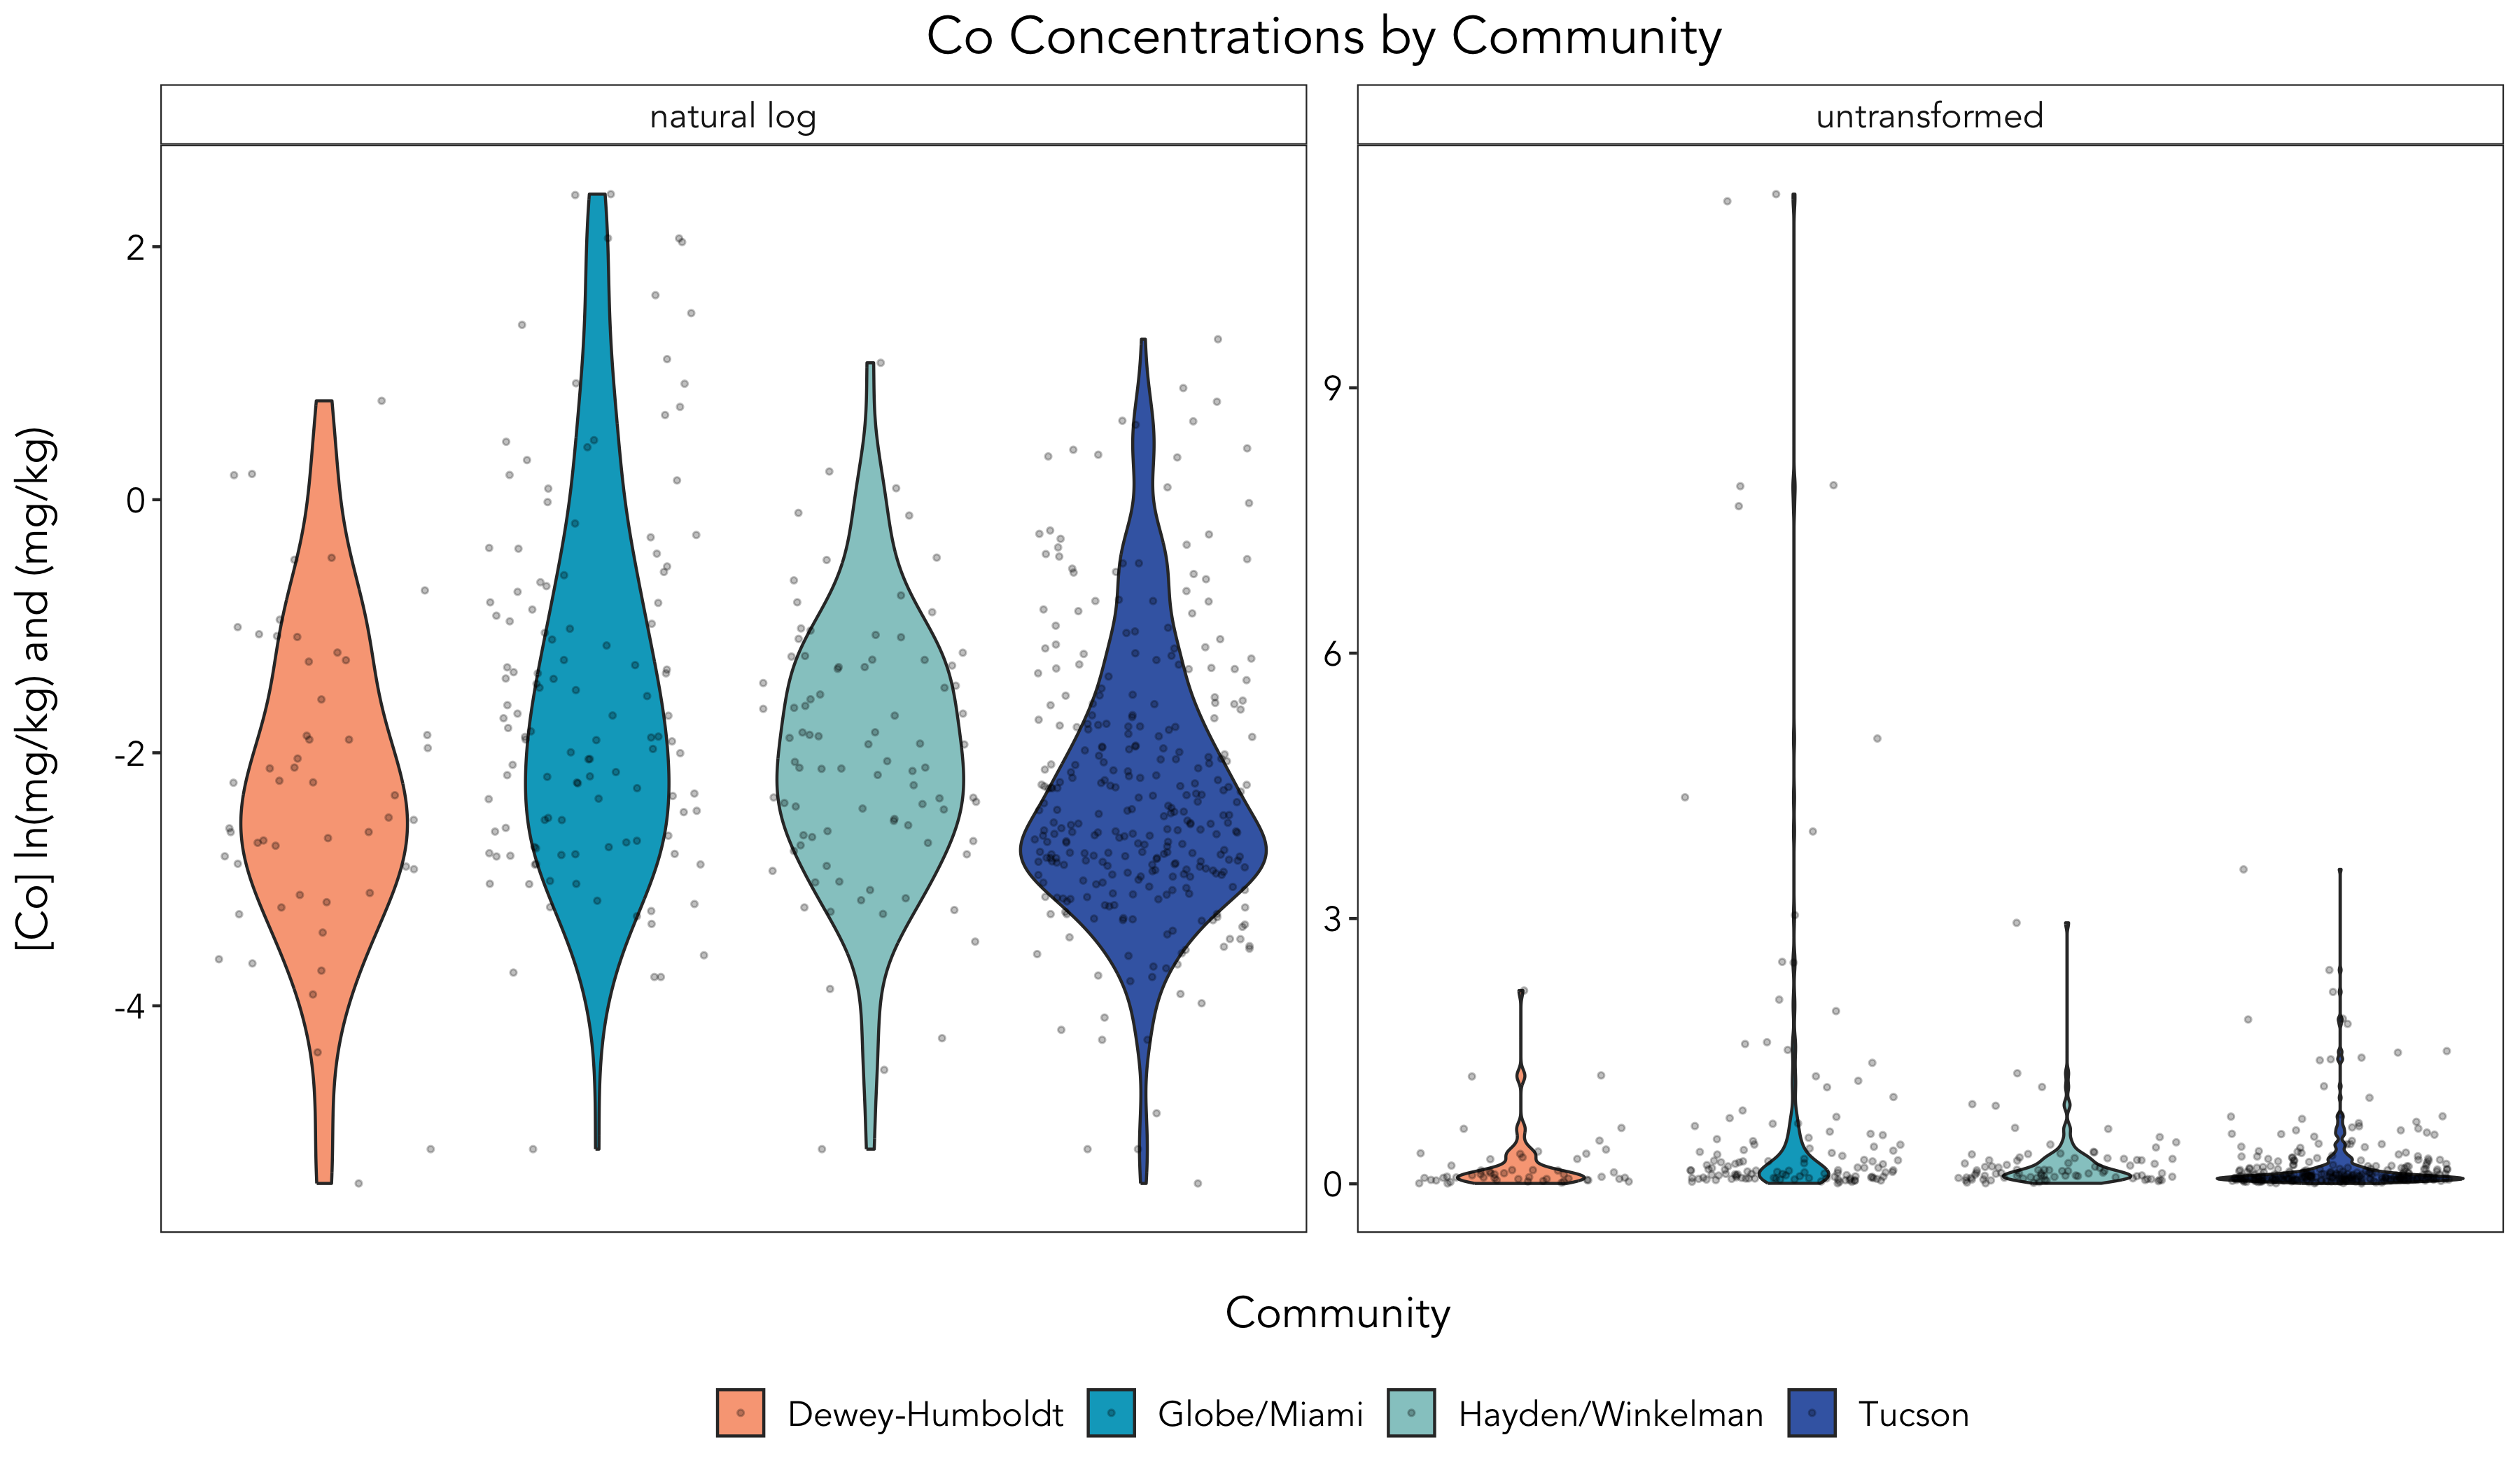 Co Concentrations by Community
natural log
untransformed
[Co] ln(mg/kg) and (mg/kg)
2
0
-2
-4
9
6
3
0
Community
Dewey-Humboldt Globe/Miami Hayden/Winkelman Tucson